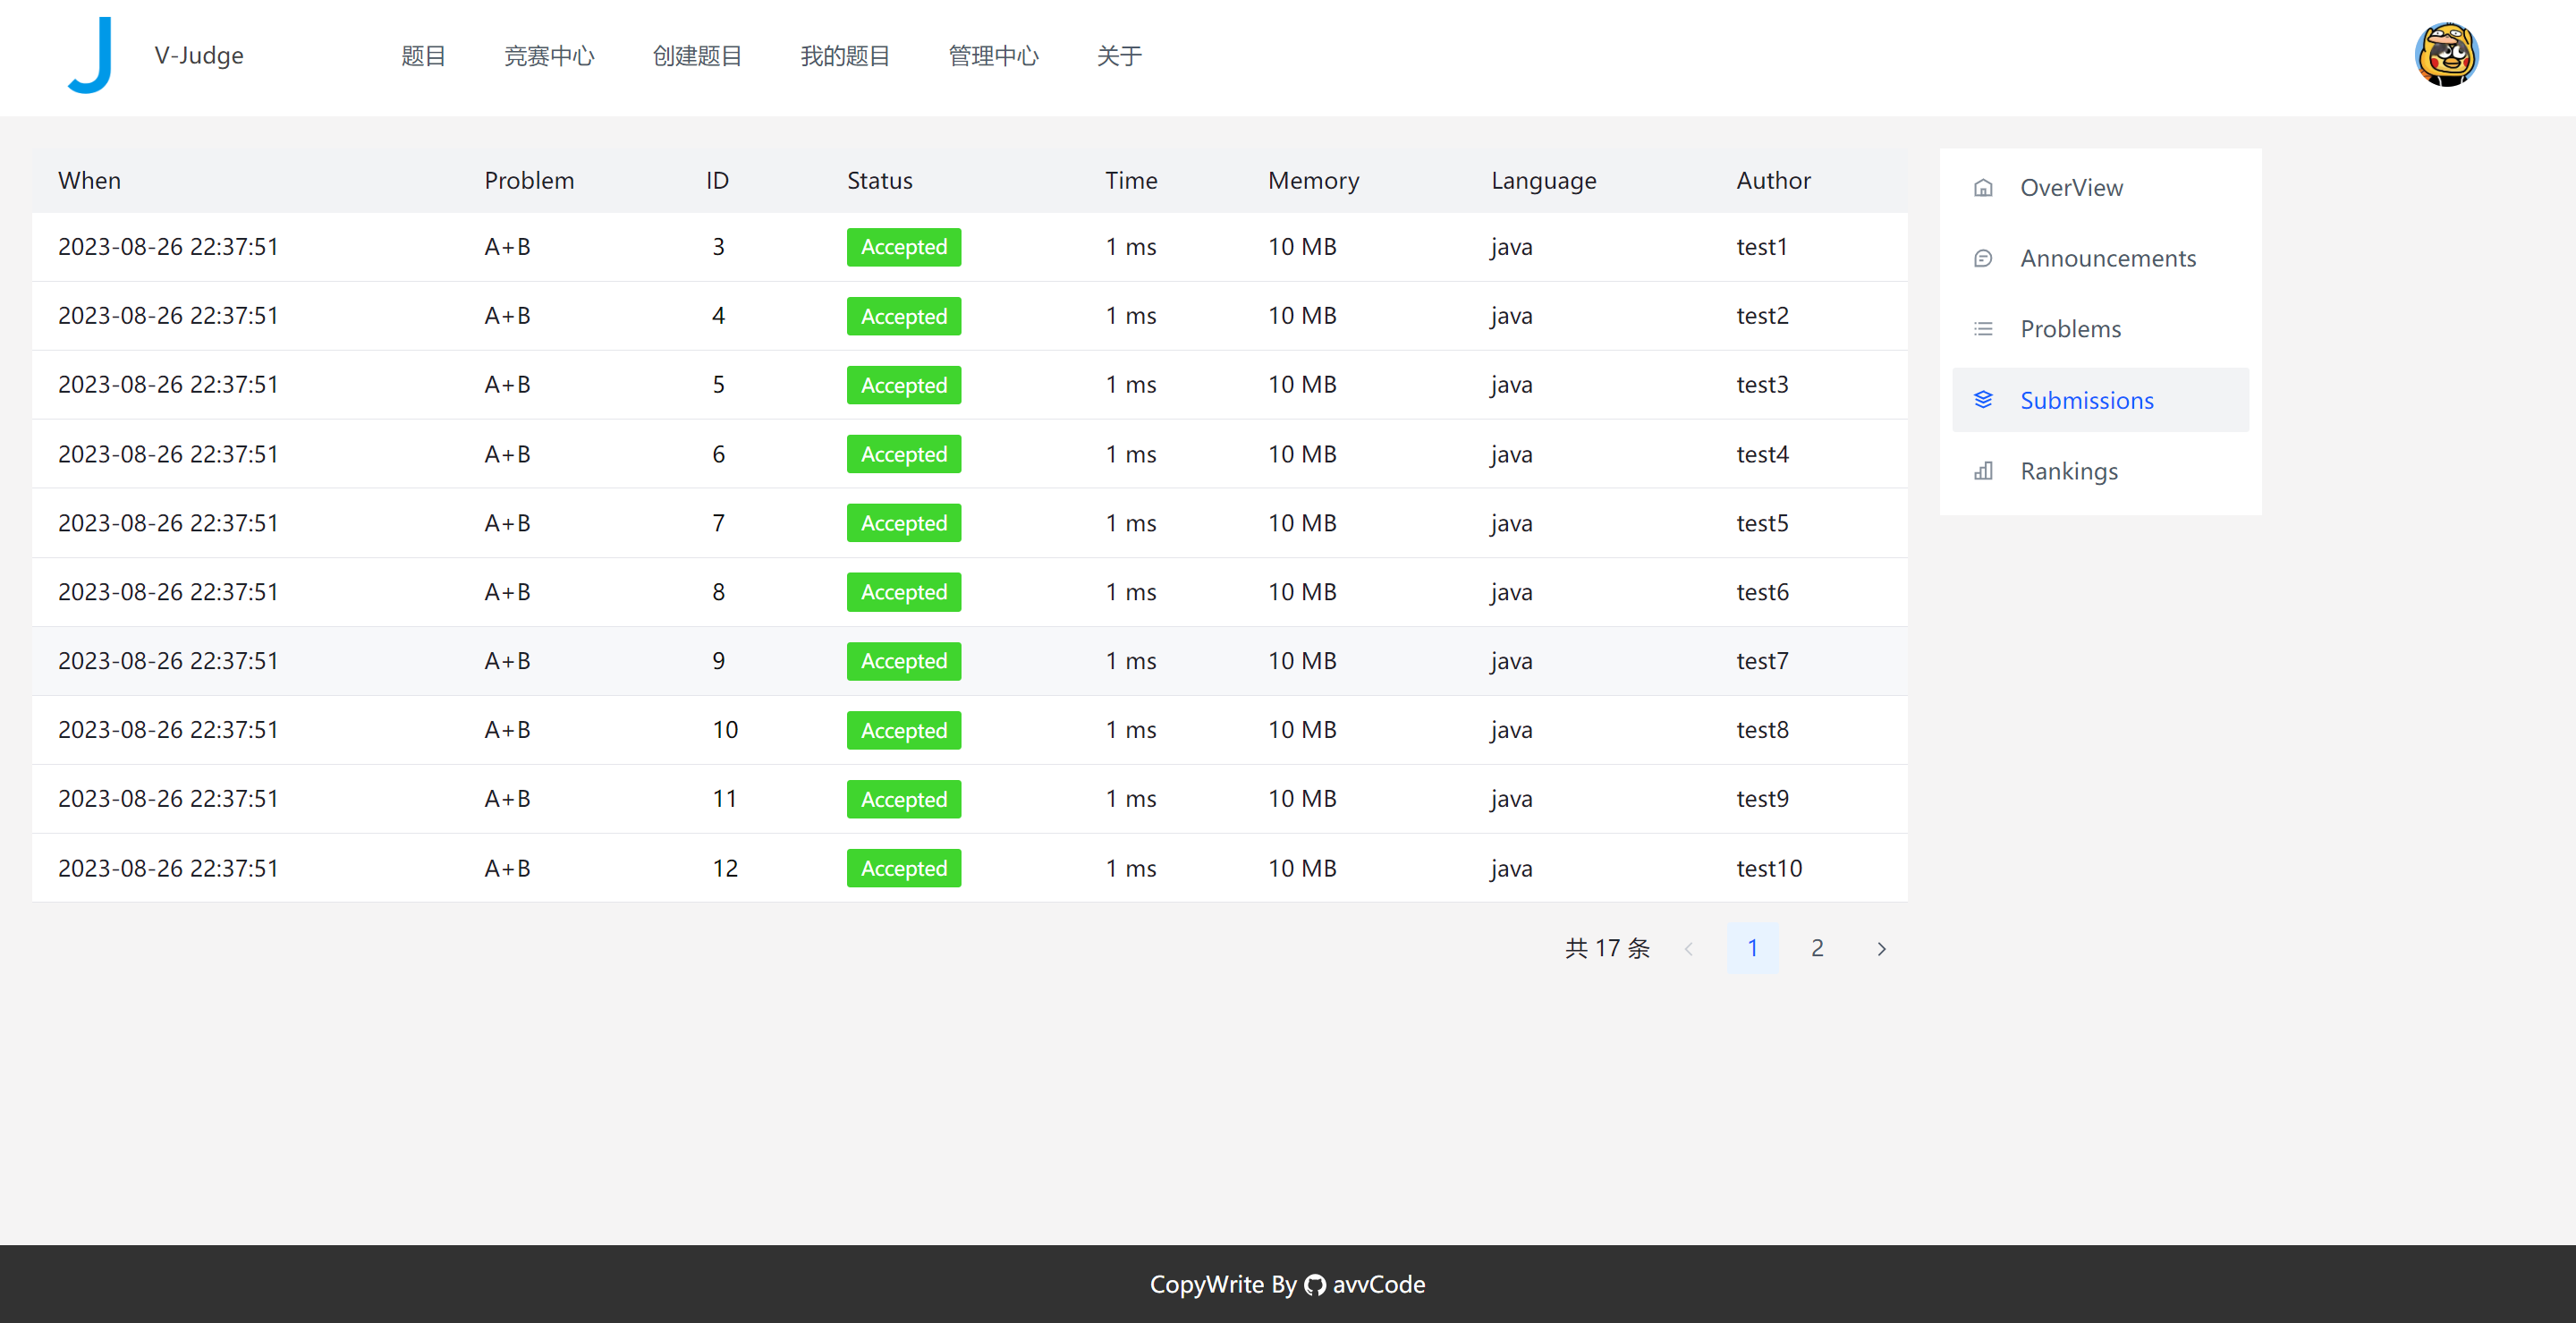 J V-Judge 题目 竞赛中心 创建题目 我的题目 管理中心 关于
When Problem ID Status Time Memory Language Author
2023-08-26 22:37:51 A+B 3 Accepted 1 ms 10 MB java test1
2023-08-26 22:37:51 A+B 4 Accepted 1 ms 10 MB java test2
2023-08-26 22:37:51 A+B 5 Accepted 1 ms 10 MB java test3
2023-08-26 22:37:51 A+B 6 Accepted 1 ms 10 MB java test4
2023-08-26 22:37:51 A+B 7 Accepted 1 ms 10 MB java test5
2023-08-26 22:37:51 A+B 8 Accepted 1 ms 10 MB java test6
2023-08-26 22:37:51 A+B 9 Accepted 1 ms 10 MB java test7
2023-08-26 22:37:51 A+B 10 Accepted 1 ms 10 MB java test8
2023-08-26 22:37:51 A+B 11 Accepted 1 ms 10 MB java test9
2023-08-26 22:37:51 A+B 12 Accepted 1 ms 10 MB java test10
共 17 条 1 2
OverView
Announcements
Problems
Submissions
Rankings
CopyWrite By avvCode